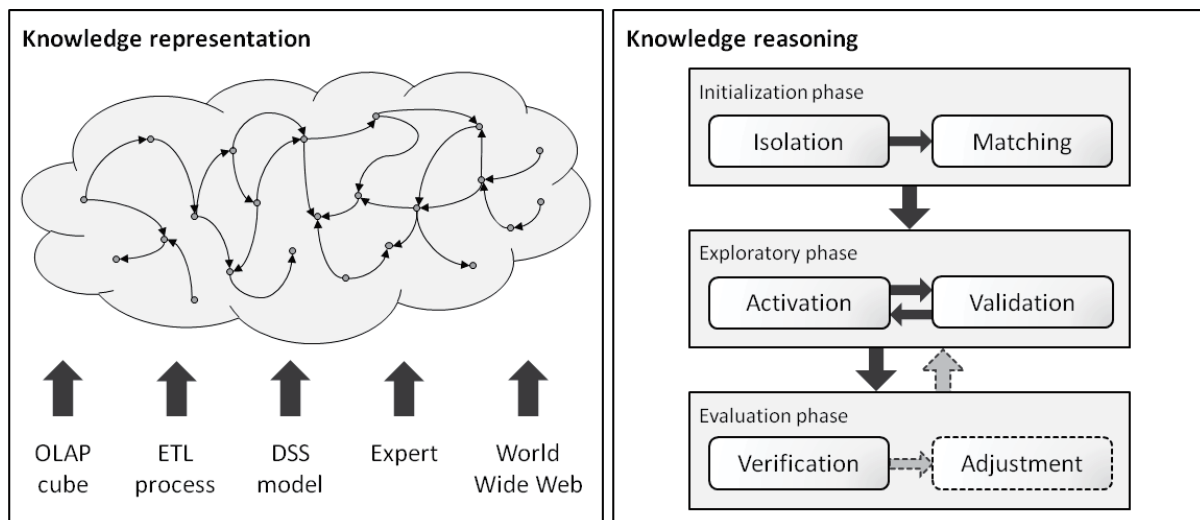 Knowledge representation
OLAP
cube
ETL
process
DSS
model
Expert
World
Wide Web
Knowledge reasoning
Initialization phase
Isolation
Matching
Exploratory phase
Activation
Validation
Evaluation phase
Verification
Adjustment